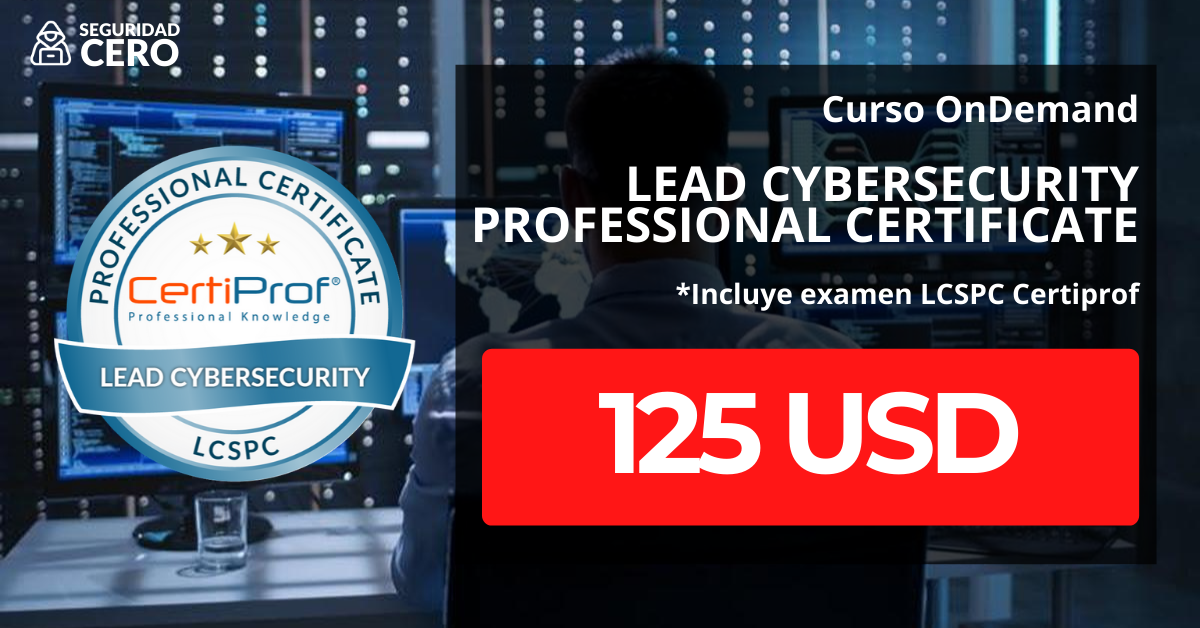 SEGURIDAD
CERO
PROFESSIONAL CERTIFICATE
CertiProf®
Professional Knowledge
LEAD CYBERSECURITY
LCSPC
Curso OnDemand
LEAD CYBERSECURITY
PROFESSIONAL CERTIFICATE
*Incluye examen LCSPC Certiprof
125 USD